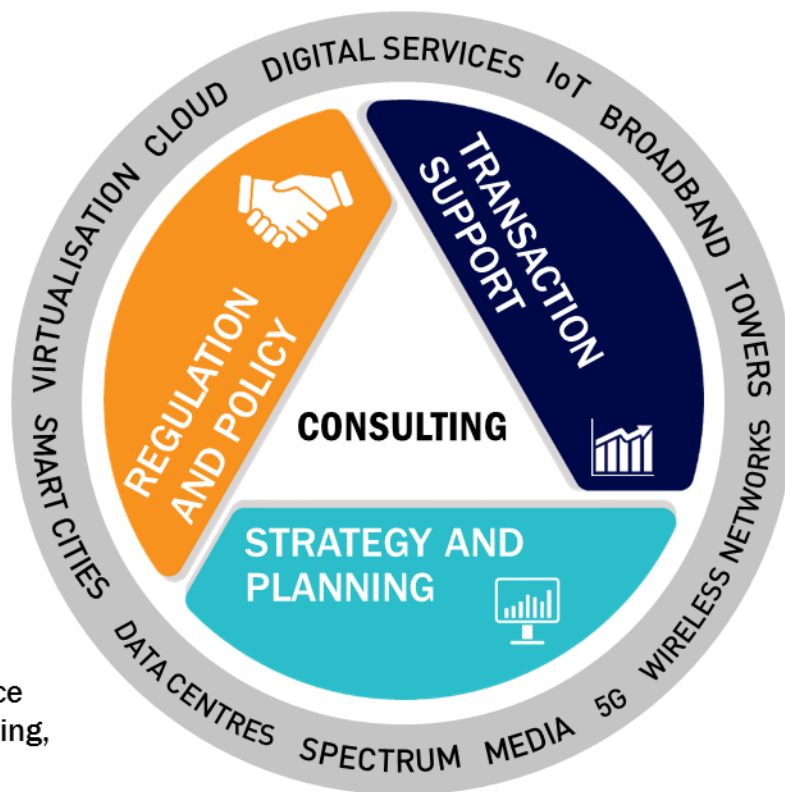 DIGITAL SERVICES
IoT
BROADBAND
TOWERS
WIRELESS NETWORKS
5G
MEDIA
SPECTRUM
DATA CENTRES
SMART CITIES
VIRTUALISATION
CLOUD
TRANSACTION
SUPPORT
REGULATION
AND POLICY
CONSULTING
STRATEGY AND
PLANNING